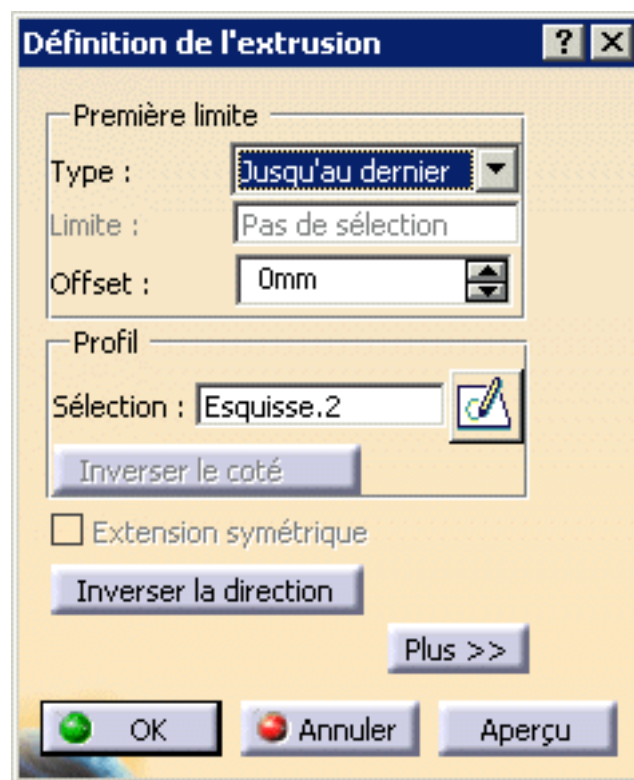 Définition de l'extrusion ? X
Première limite
Type : Jusqu'au dernier
Limite : Pas de sélection
Offset : 0mm
Profil
Sélection : Esquisse.2
Inverser le coté
Extension symétrique
Inverser la direction
Plus >>
OK Annuler Aperçu